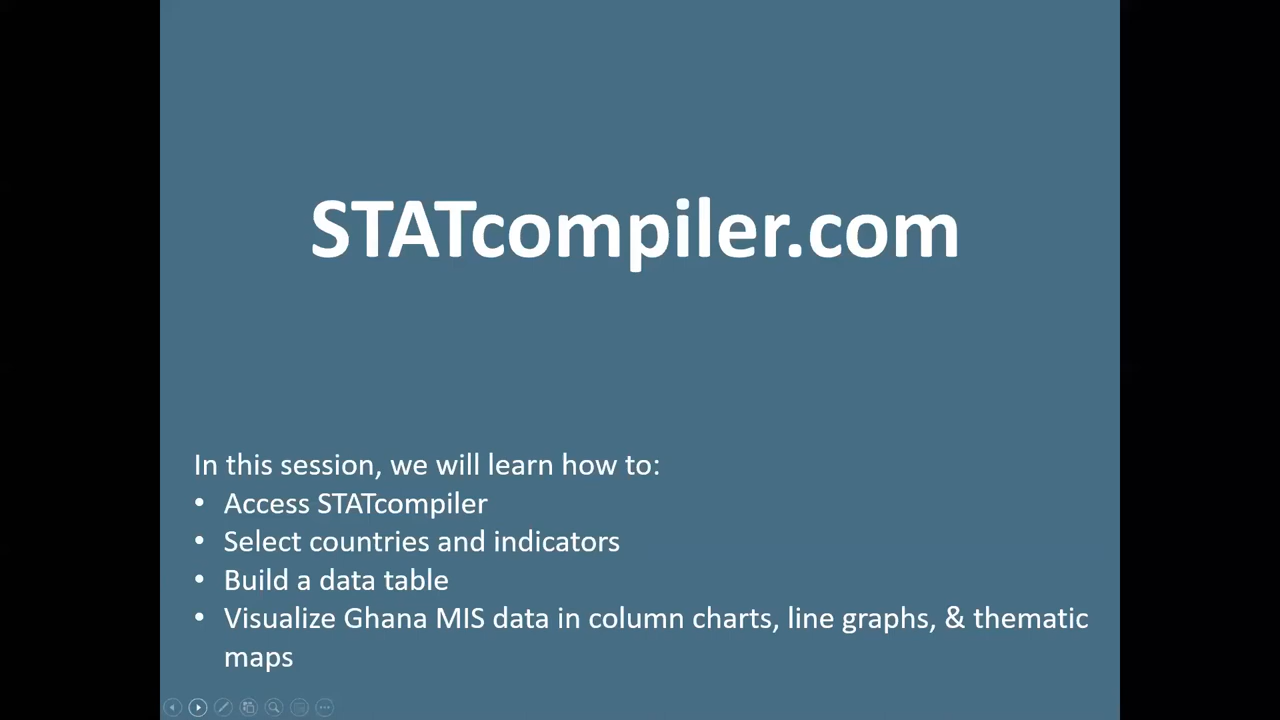 STATcompiler.com
In this session, we will learn how to:
• Access STATcompiler
• Select countries and indicators
• Build a data table
• Visualize Ghana MIS data in column charts, line graphs, & thematic
maps